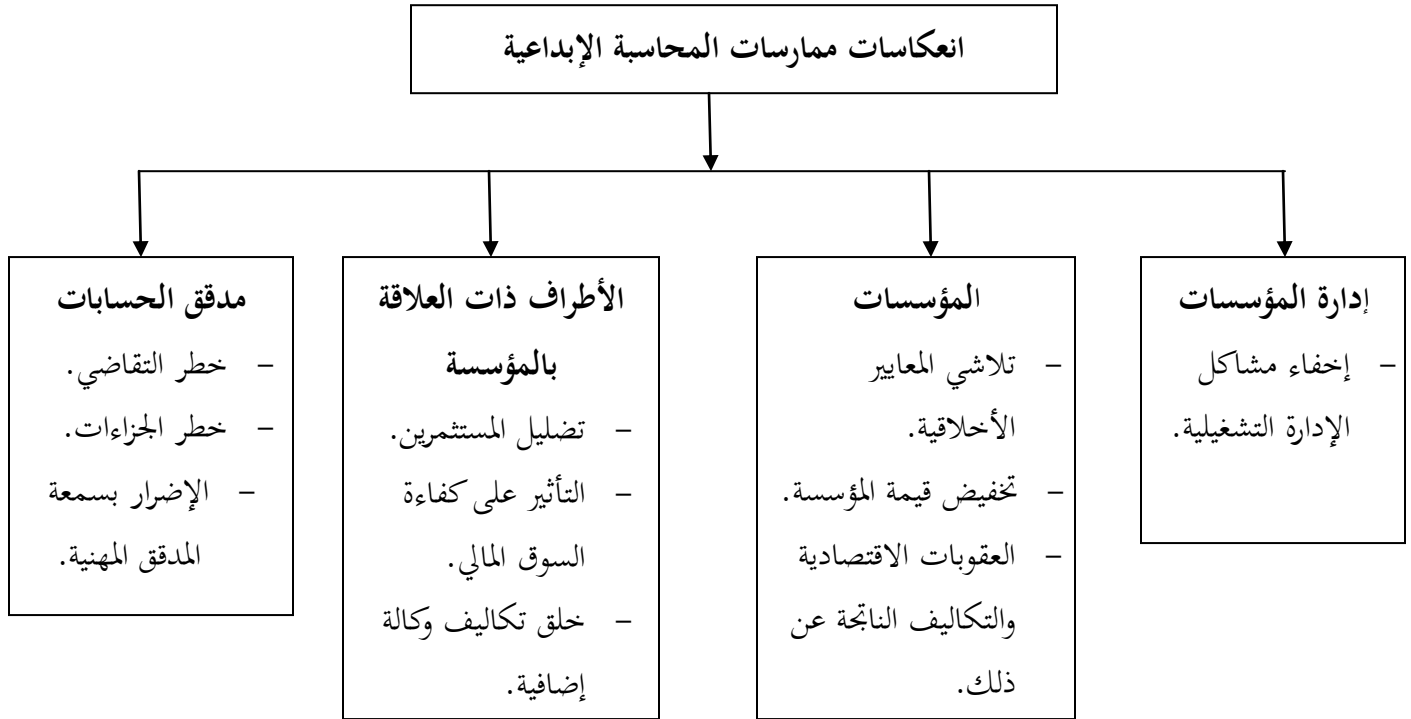 انعكاسات ممارسات المحاسبة الإبداعية
إدارة المؤسسات
– إخفاء مشاكل
الإدارة التشغيلية.
المؤسسات
– تلاشي المعايير
الأخلاقية.
– تخفيض قيمة المؤسسة.
– العقوبات الاقتصادية
والتكاليف الناتجة عن
ذلك.
الأطراف ذات العلاقة
بالمؤسسة
– تضليل المستثمرين.
– التأثير على كفاءة
السوق المالي.
– خلق تكاليف وكالة
إضافية.
مدقق الحسابات
– خطر التقاضي.
– خطر الجزاءات.
– الإضرار بسمعة
المدقق المهنية.